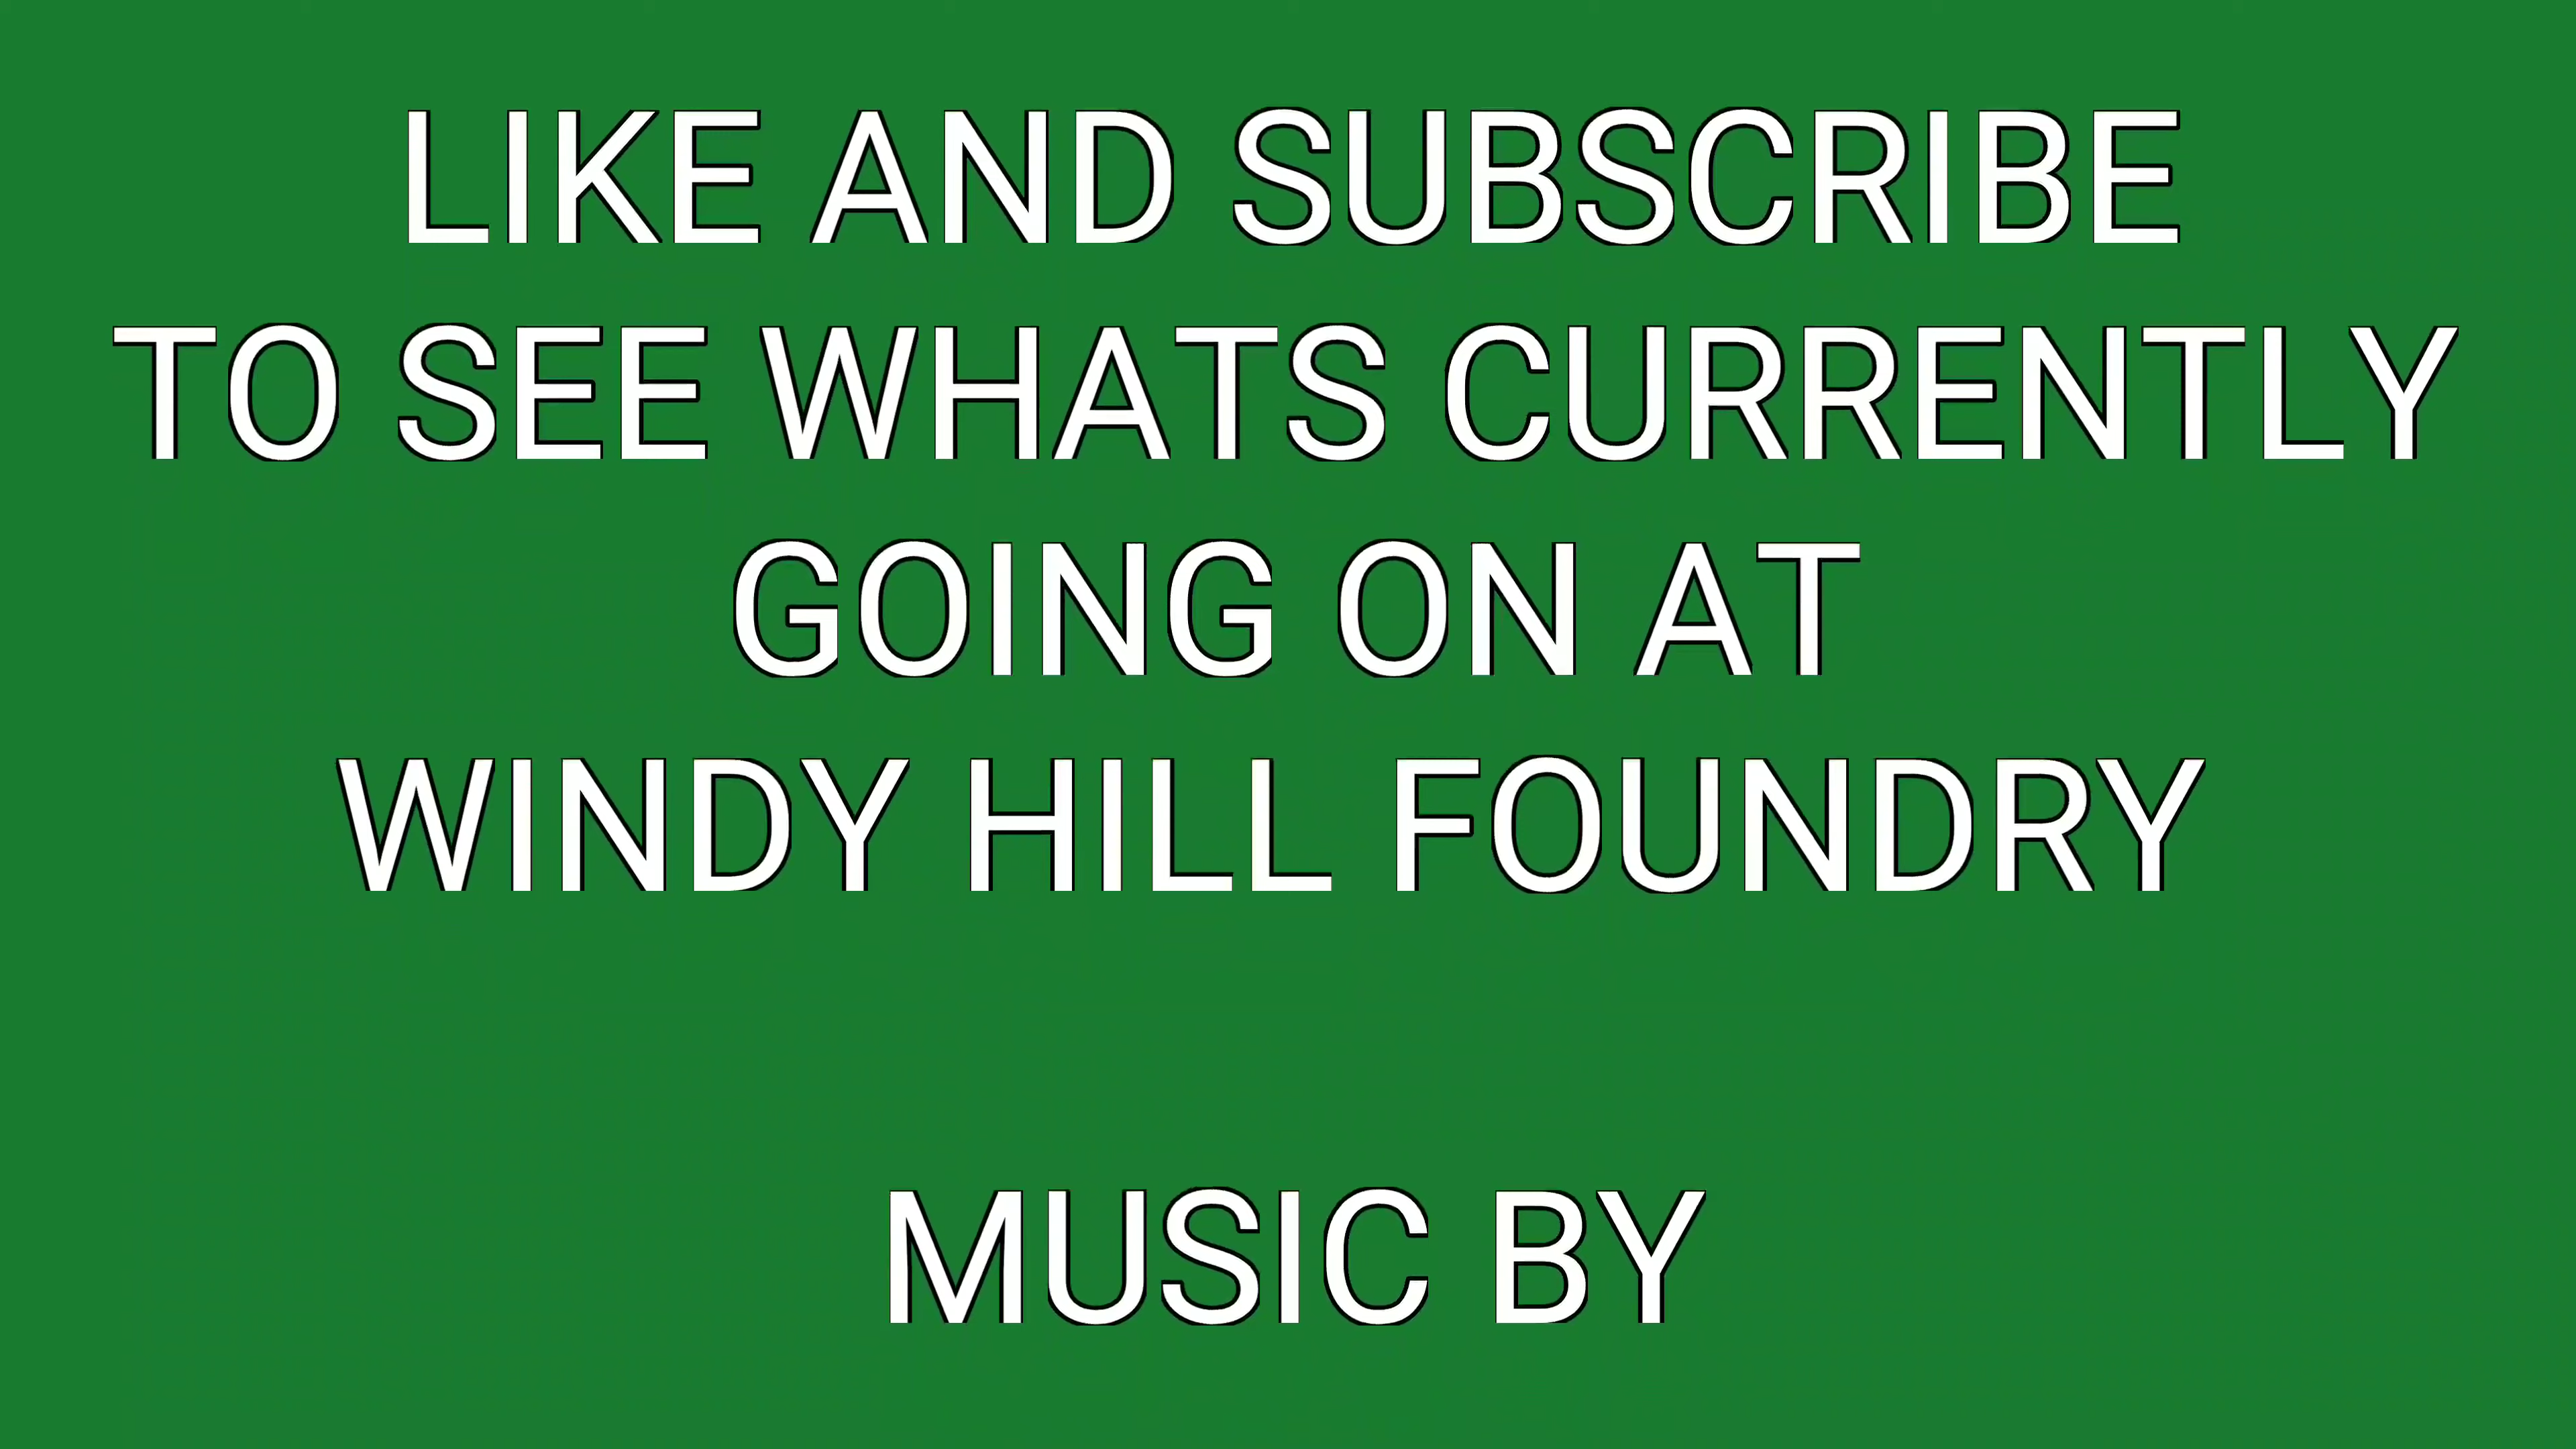 LIKE AND SUBSCRIBE
TO SEE WHATS CURRENTLY
GOING ON AT
WINDY HILL FOUNDRY
MUSIC BY